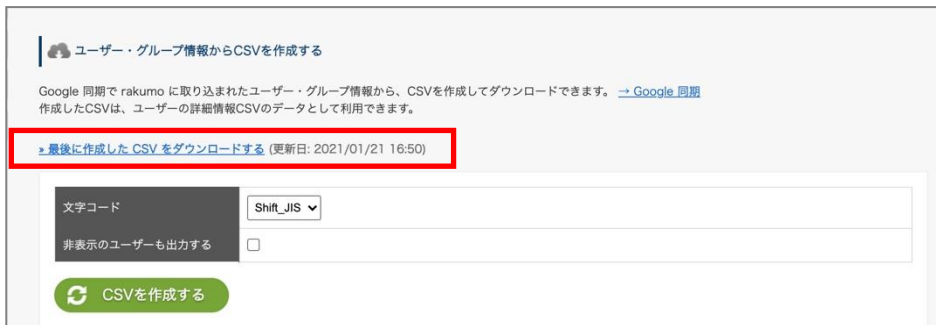 ユーザー・グループ情報からCSVを作成する
Google 同期で rakumo に取り込まれたユーザー・グループ情報から、CSVを作成してダウンロードできます。 → Google 同期
作成したCSVは、ユーザーの詳細情報CSVのデータとして利用できます。
» 最後に作成した CSV をダウンロードする (更新日: 2021/01/21 16:50)
文字コード Shift_JIS
非表示のユーザーも出力する
CSVを作成する